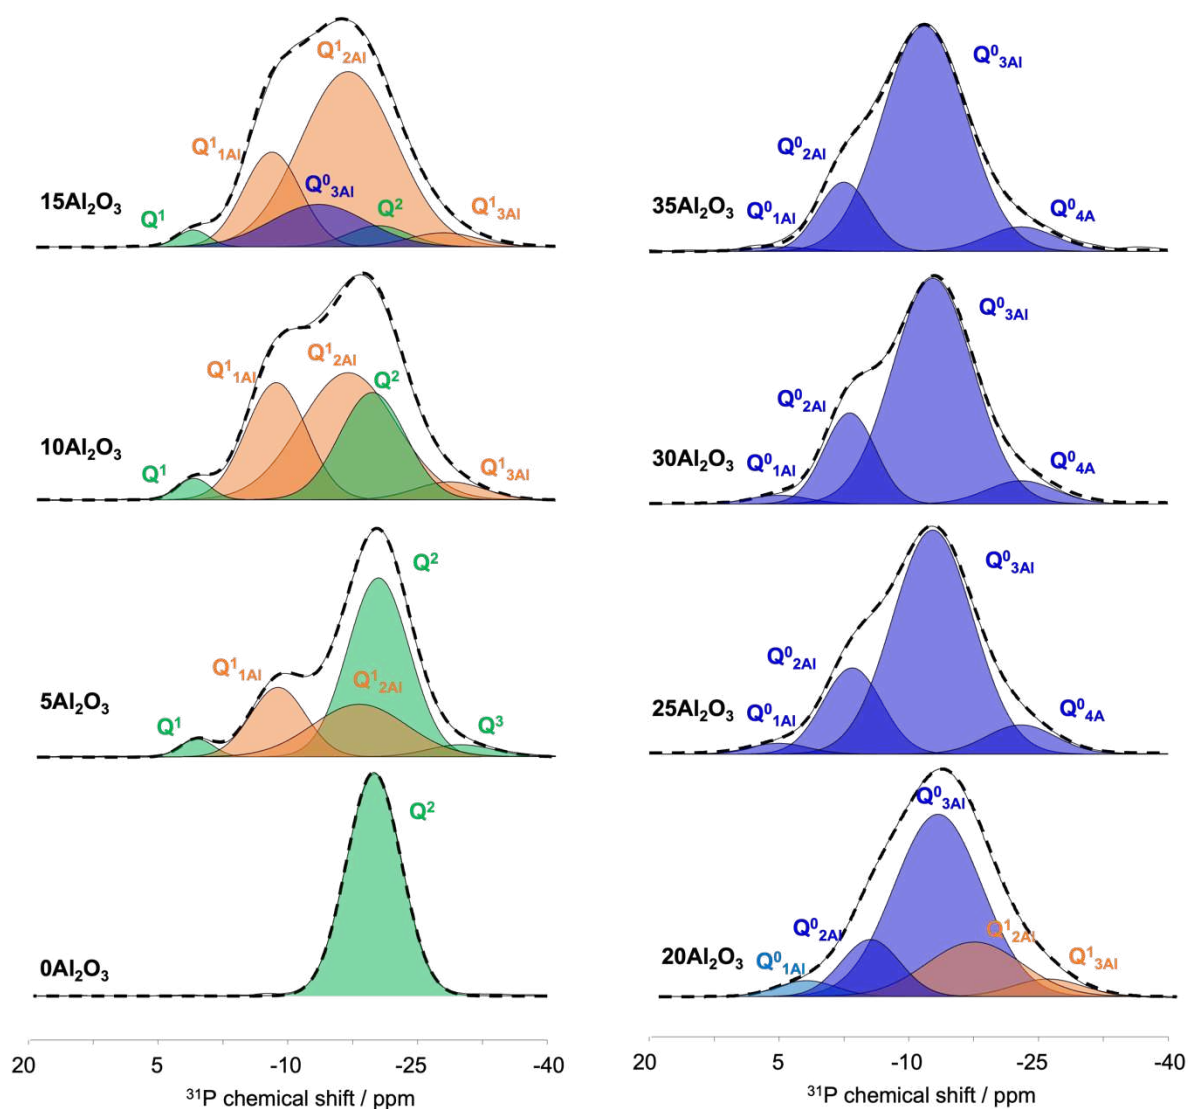 Q¹₂Al
Q¹₁Al
Q⁰₃Al
15Al₂O₃
Q¹
Q²
Q¹₃Al
Q¹₁Al
Q¹₂Al
Q²
10Al₂O₃
Q¹
Q¹₃Al
Q²
Q¹₁Al
Q¹₂Al
5Al₂O₃
Q¹
Q³
Q²
0Al₂O₃
20 5 -10 -25 -40
³¹P chemical shift / ppm
Q⁰₃Al
Q⁰₂Al
Q⁰₁Al
35Al₂O₃
Q⁰₄A
Q⁰₃Al
Q⁰₂Al
Q⁰₁Al
30Al₂O₃
Q⁰₄A
Q⁰₃Al
Q⁰₂Al
Q⁰₁Al
25Al₂O₃
Q⁰₄A
Q⁰₃Al
Q⁰₂Al
Q¹₂Al
Q⁰₁Al
20Al₂O₃
Q¹₃Al
20 5 -10 -25 -40
³¹P chemical shift / ppm